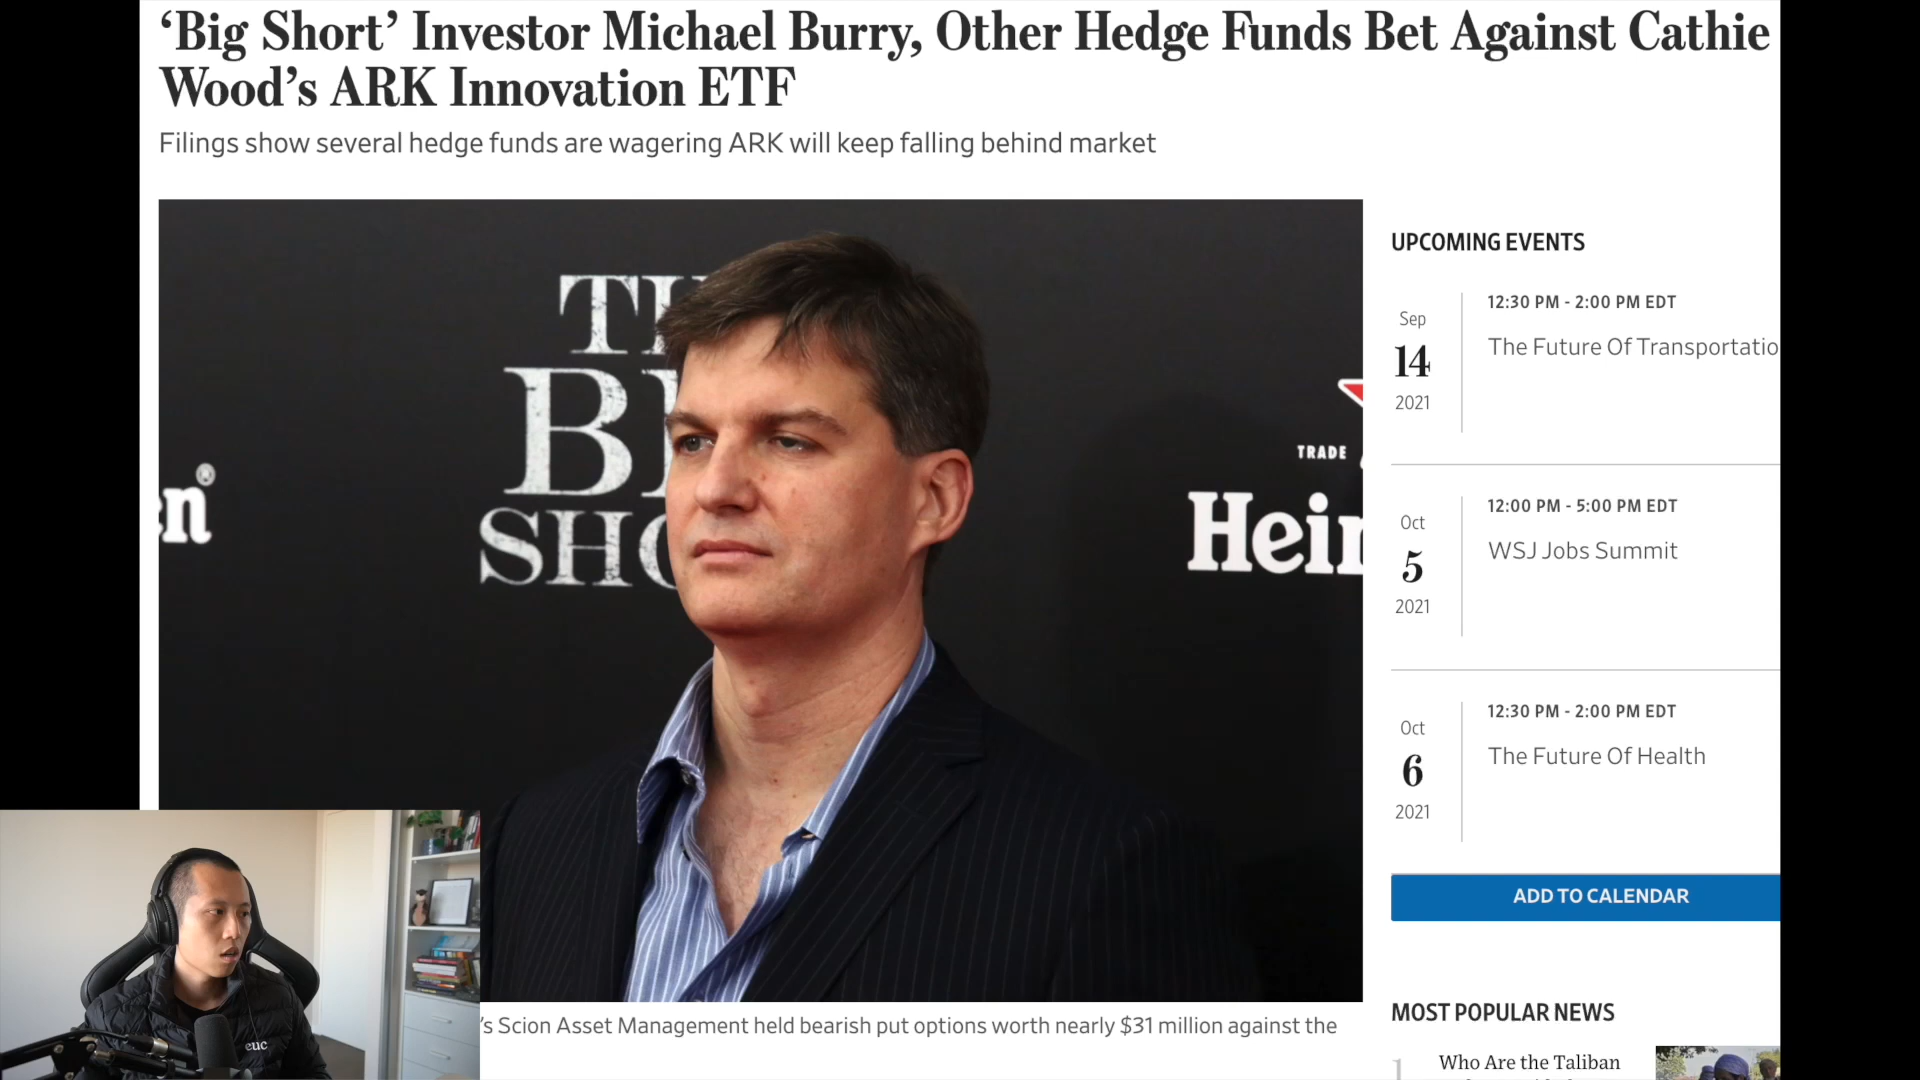 ‘Big Short’ Investor Michael Burry, Other Hedge Funds Bet Against Cathie
Wood’s ARK Innovation ETF
Filings show several hedge funds are wagering ARK will keep falling behind market
TH
BI
SHO
en®
TRADE
Hein
UPCOMING EVENTS
Sep
14
2021
12:30 PM - 2:00 PM EDT
The Future Of Transportatio
Oct
5
2021
12:00 PM - 5:00 PM EDT
WSJ Jobs Summit
Oct
6
2021
12:30 PM - 2:00 PM EDT
The Future Of Health
ADD TO CALENDAR
euc
’s Scion Asset Management held bearish put options worth nearly $31 million against the
MOST POPULAR NEWS
1
Who Are the Taliban